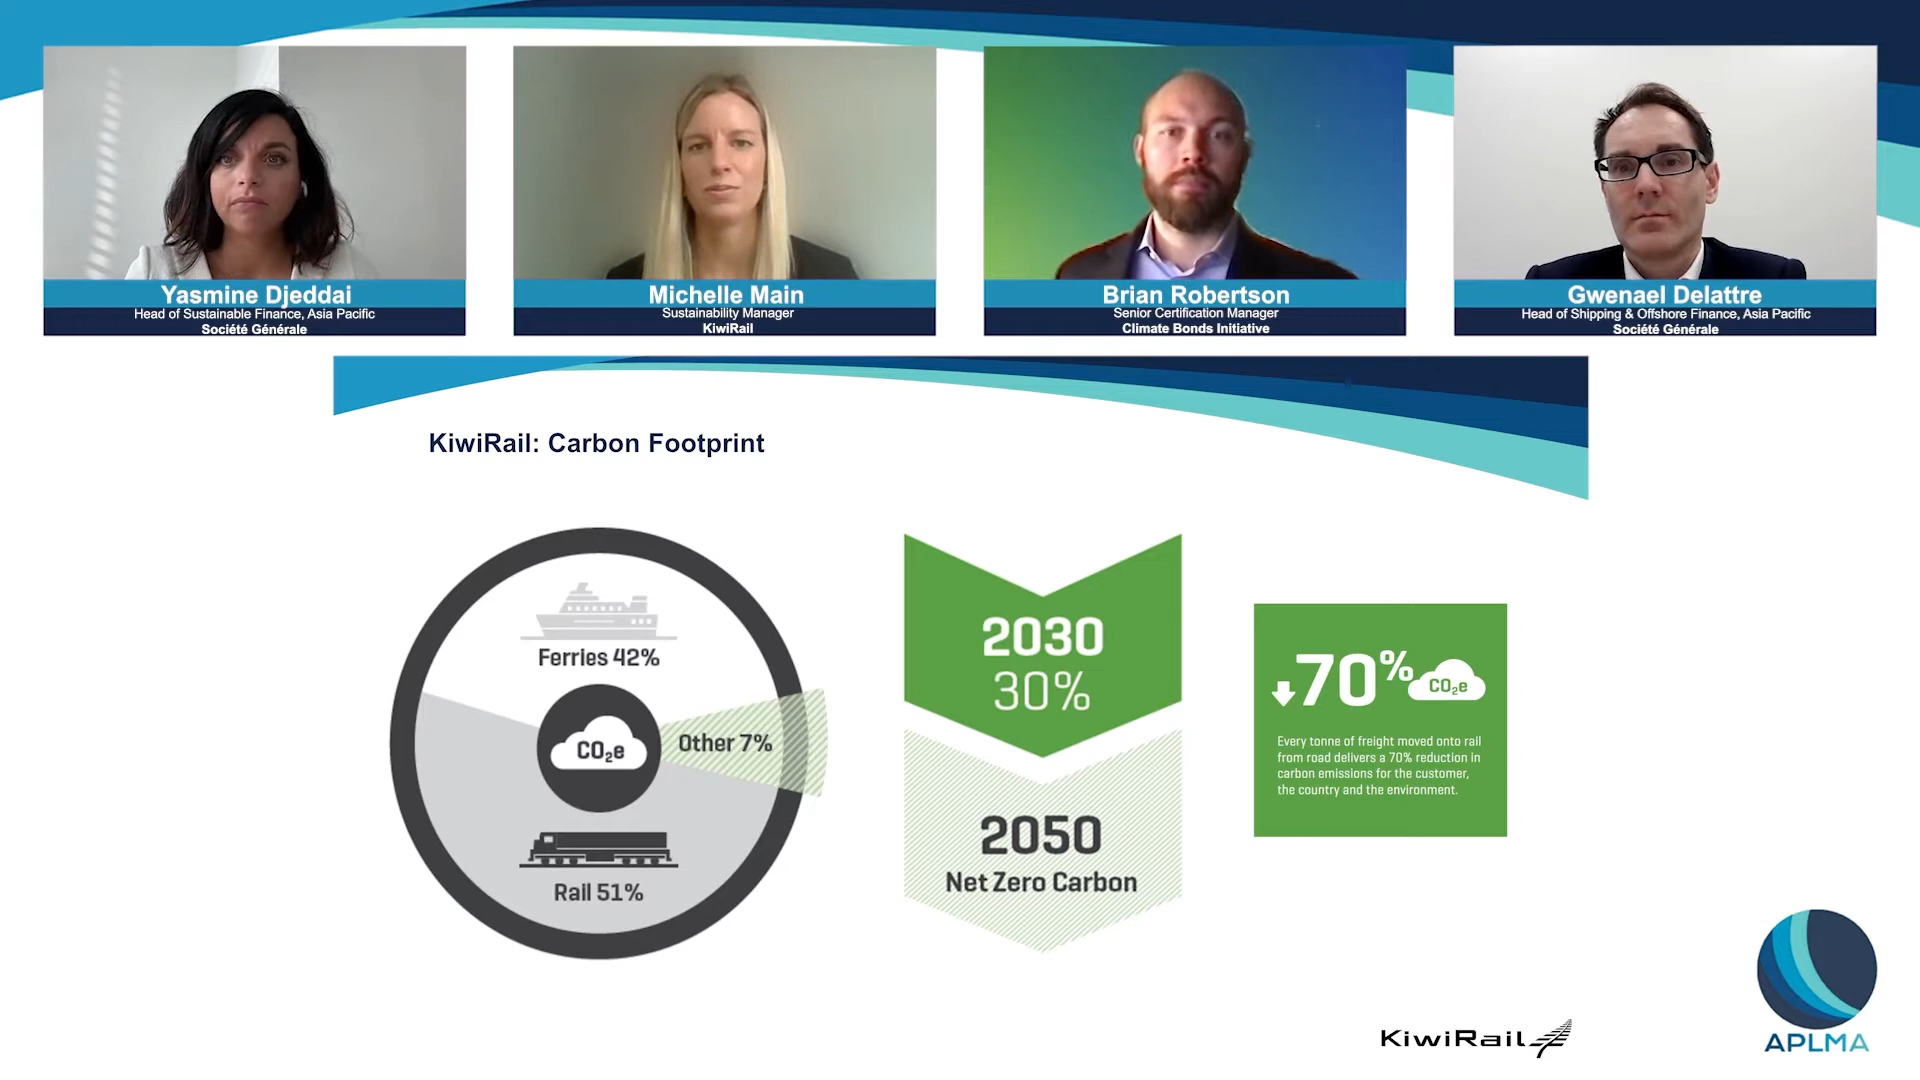 Yasmine Djeddai
Head of Sustainable Finance, Asia Pacific
Société Générale
Michelle Main
Sustainability Manager
KiwiRail
Brian Robertson
Senior Certification Manager
Climate Bonds Initiative
Gwenael Delattre
Head of Shipping & Offshore Finance, Asia Pacific
Société Générale
KiwiRail: Carbon Footprint
Ferries 42%
CO₂e
Other 7%
Rail 51%
2030
30%
2050
Net Zero Carbon
70%
CO₂e
Every tonne of freight moved onto rail
from road delivers a 70% reduction in
carbon emissions for the customer,
the country and the environment.
KiwiRail
APLMA